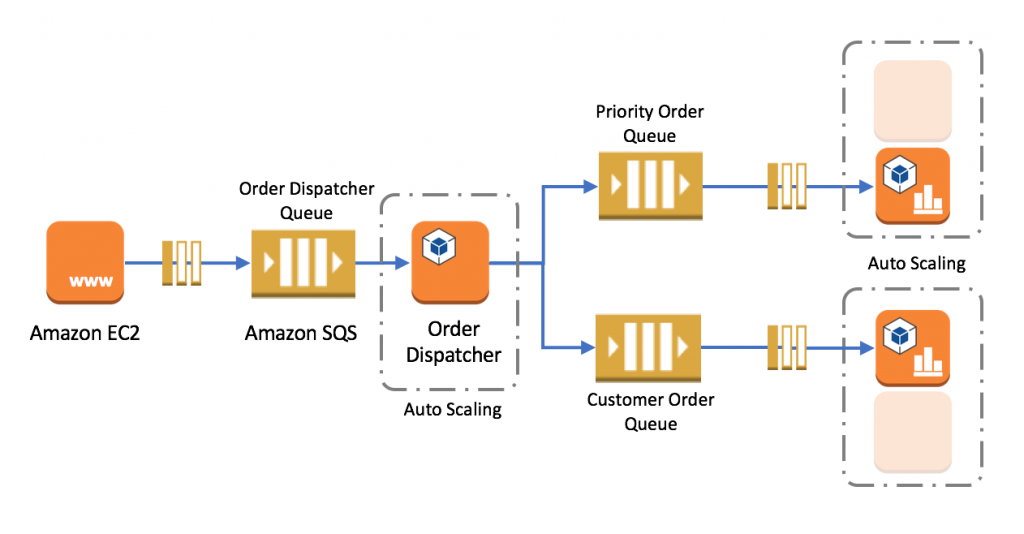 Priority Order
Queue
Order Dispatcher
Queue
www
Amazon EC2
Amazon SQS
Order
Dispatcher
Auto Scaling
Auto Scaling
Customer Order
Queue